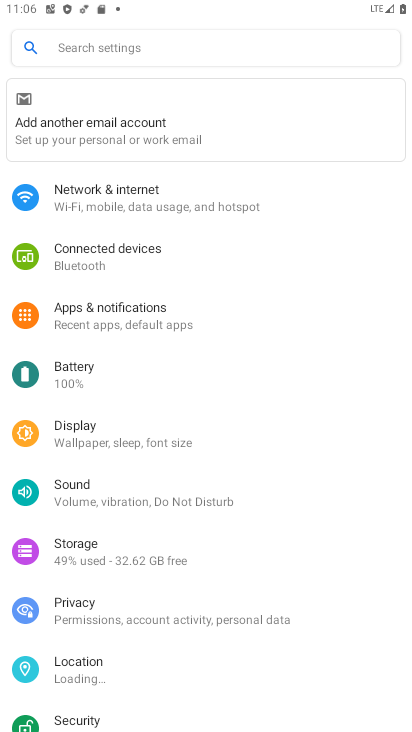 11:06
LTE
Search settings
Add another email account
Set up your personal or work email
Network & internet
Wi-Fi, mobile, data usage, and hotspot
Connected devices
Bluetooth
Apps & notifications
Recent apps, default apps
Battery
100%
Display
Wallpaper, sleep, font size
Sound
Volume, vibration, Do Not Disturb
Storage
49% used - 32.62 GB free
Privacy
Permissions, account activity, personal data
Location
Loading…
Security